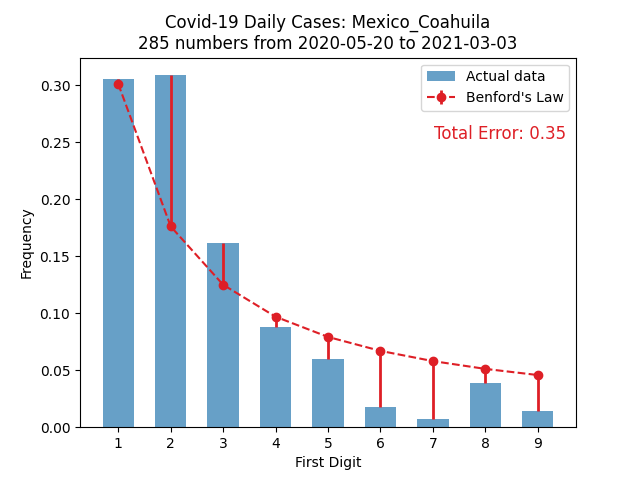 Covid-19 Daily Cases: Mexico_Coahuila
285 numbers from 2020-05-20 to 2021-03-03
Actual data
Benford's Law
Total Error: 0.35
0.30
0.25
0.20
0.15
0.10
0.05
0.00
Frequency
1 2 3 4 5 6 7 8 9
First Digit